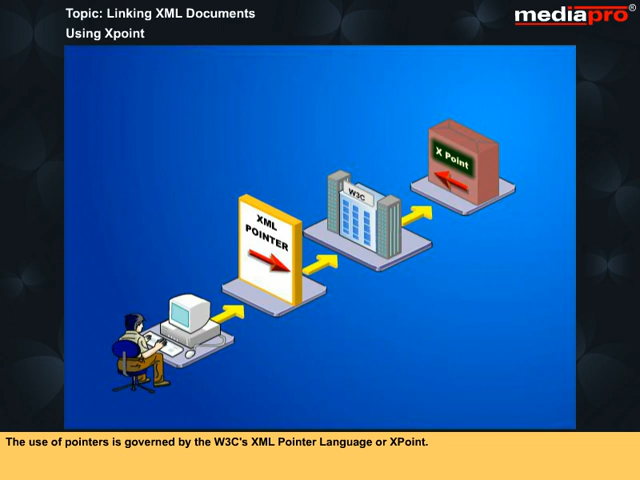 Topic: Linking XML Documents
Using Xpoint
mediapro®
X Point
W3C
XML
POINTER
The use of pointers is governed by the W3C's XML Pointer Language or XPoint.